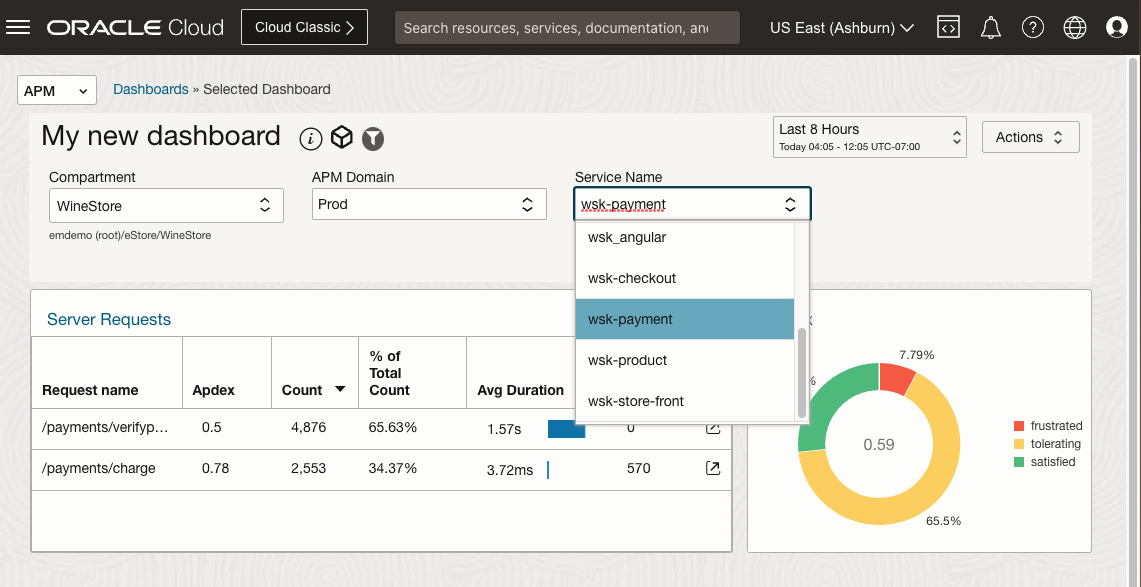 ORACLE Cloud
Cloud Classic
Search resources, services, documentation, an
US East (Ashburn)
APM
Dashboards » Selected Dashboard
My new dashboard
Last 8 Hours
Today 04:05 - 12:05 UTC-07:00
Actions
Compartment
APM Domain
Service Name
WineStore
Prod
wsk-payment
emdemo (root)/eStore/WineStore
wsk_angular
wsk-checkout
wsk-payment
wsk-product
wsk-store-front
Server Requests
Request name
Apdex
Count
% of
Total
Count
Avg Duration
/payments/verifyp... 0.5 4,876 65.63% 1.57s 0
/payments/charge 0.78 2,553 34.37% 3.72ms 570
7.79%
%
0.59
65.5%
frustrated
tolerating
satisfied